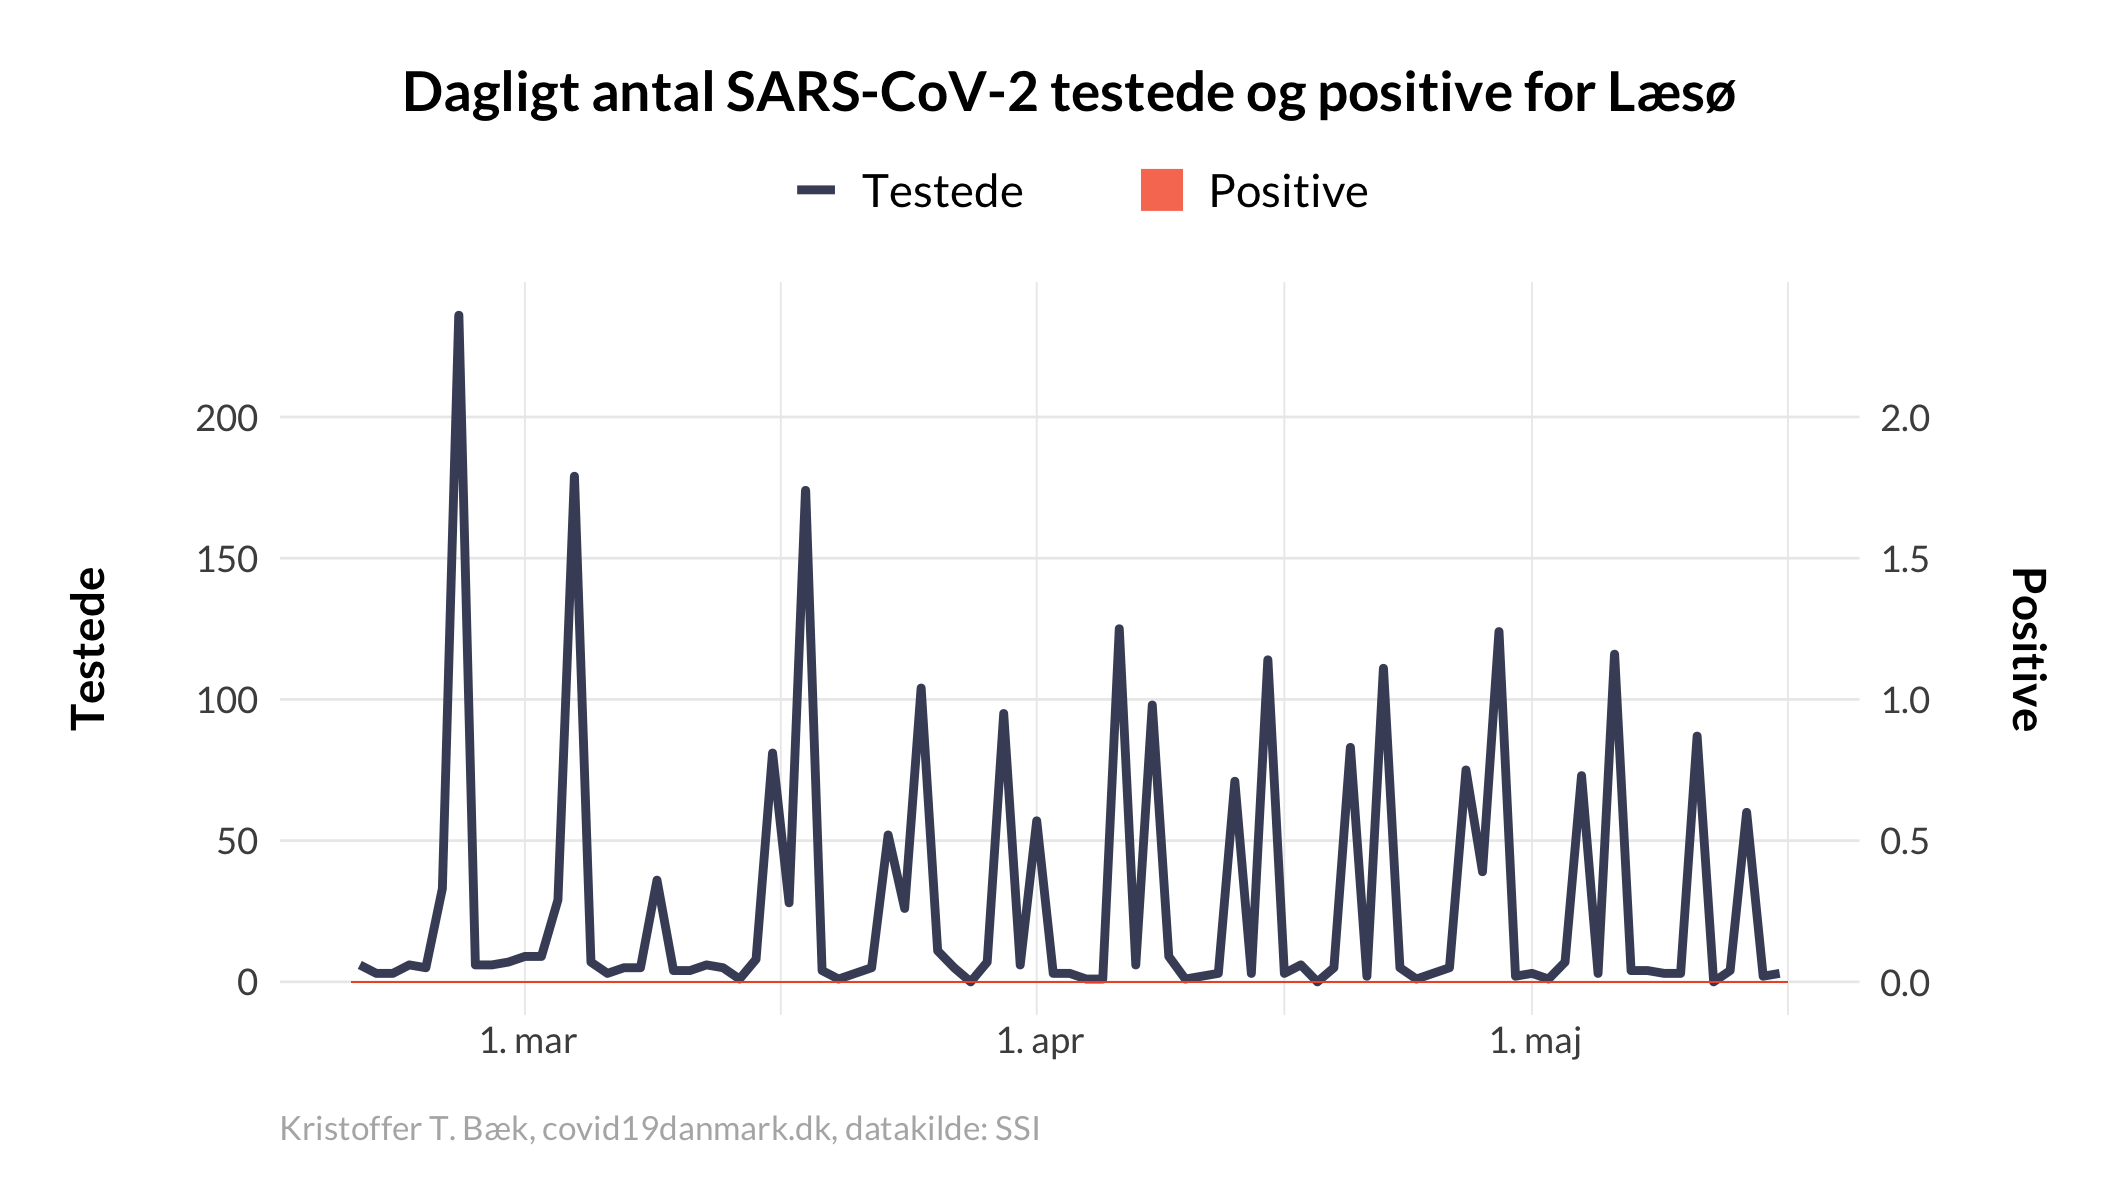 Dagligt antal SARS-CoV-2 testede og positive for Læsø
Testede
Positive
200
150
100
50
0
2.0
1.5
1.0
0.5
0.0
Testede
Positive
1. mar
1. apr
1. maj
Kristoffer T. Bæk, covid19danmark.dk, datakilde: SSI